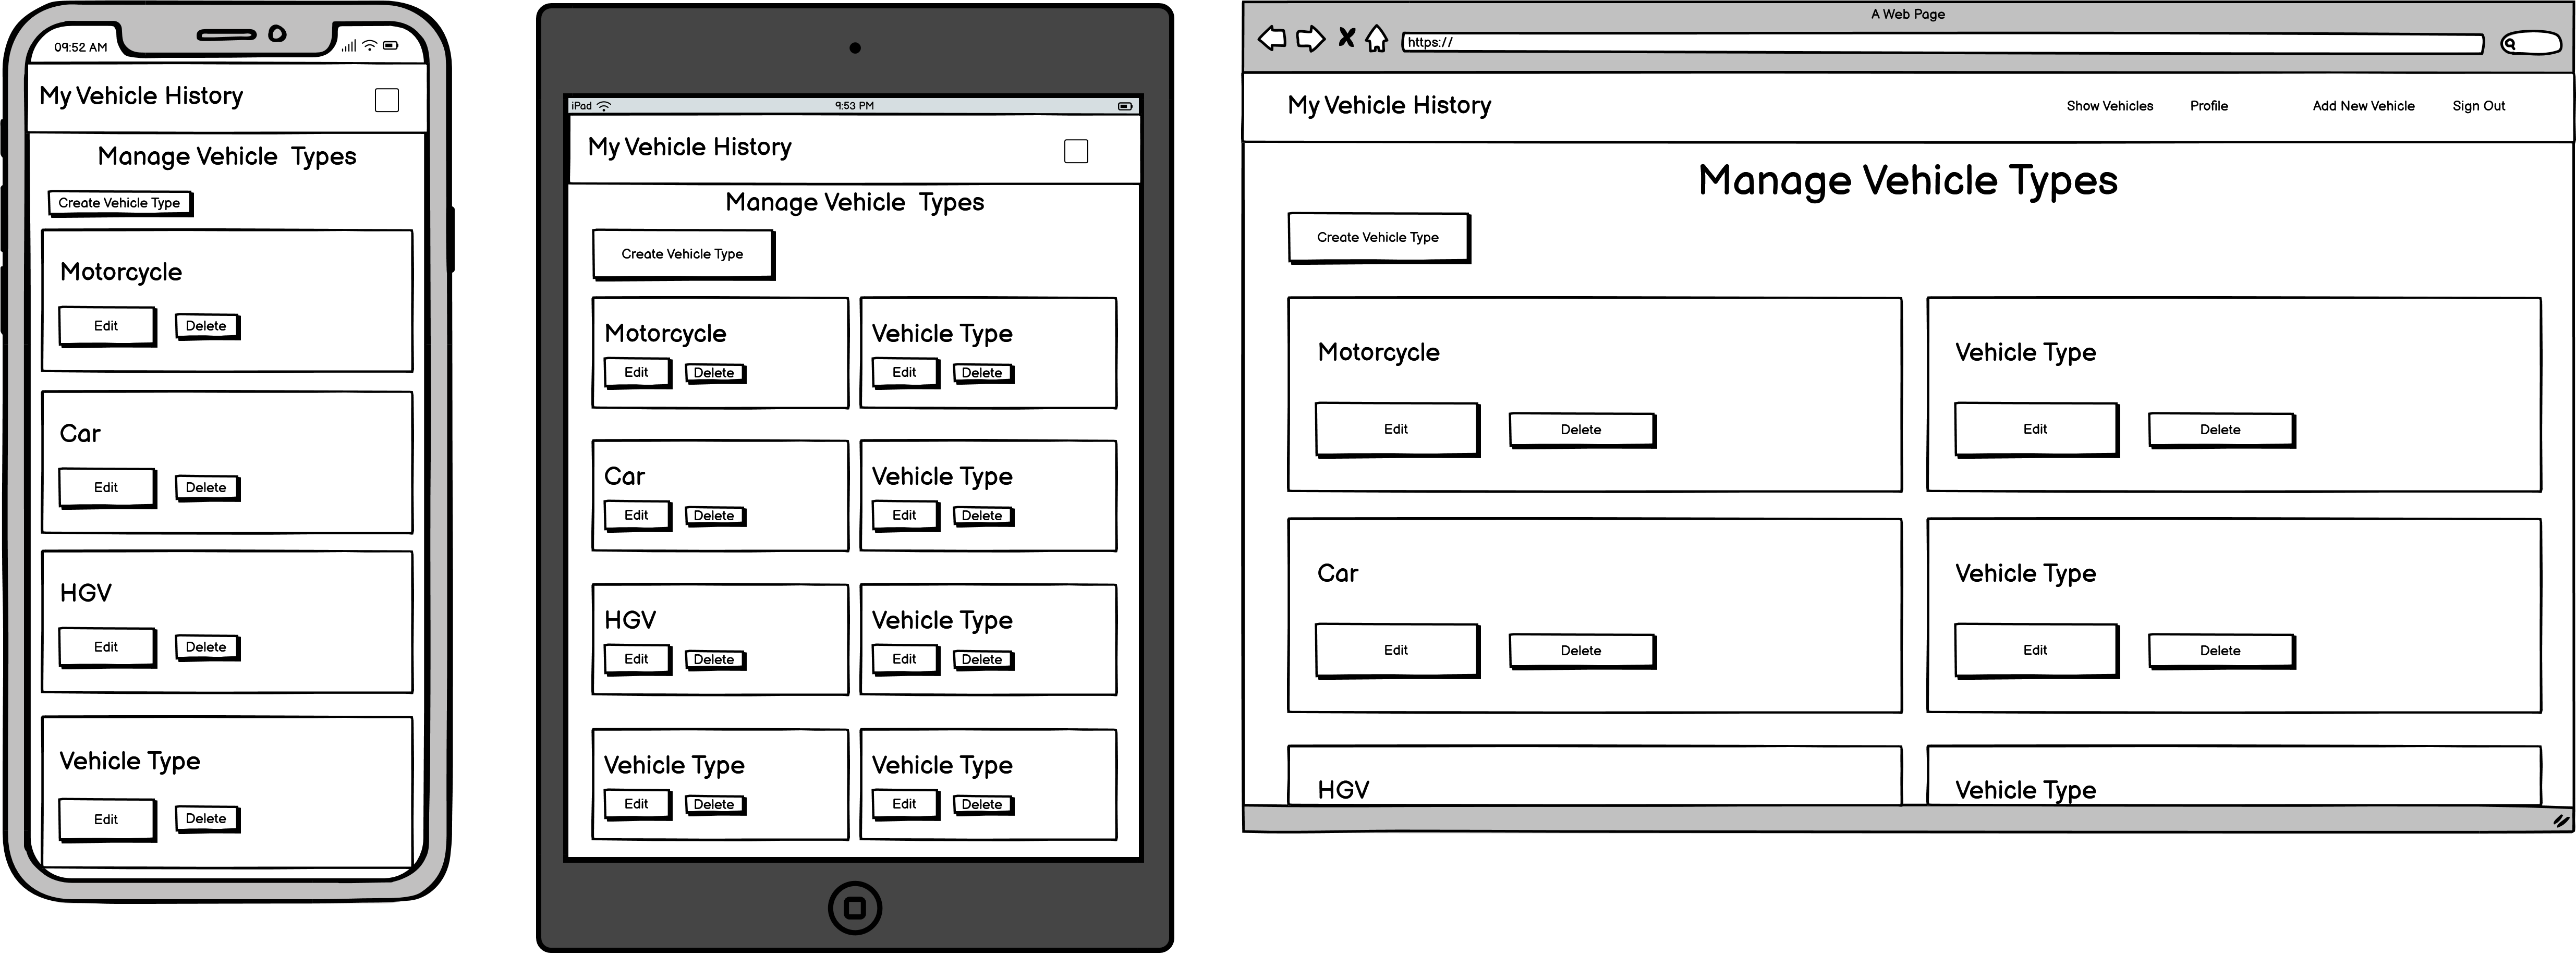 09:52 AM
My Vehicle History
Manage Vehicle Types
Create Vehicle Type
Motorcycle
Edit Delete
Car
Edit Delete
HGV
Edit Delete
Vehicle Type
Edit Delete
iPad 9:53 PM
My Vehicle History
Manage Vehicle Types
Create Vehicle Type
Motorcycle Vehicle Type
Edit Delete Edit Delete
Car Vehicle Type
Edit Delete Edit Delete
HGV Vehicle Type
Edit Delete Edit Delete
Vehicle Type Vehicle Type
Edit Delete Edit Delete
A Web Page
https://
My Vehicle History Show Vehicles Profile Add New Vehicle Sign Out
Manage Vehicle Types
Create Vehicle Type
Motorcycle Vehicle Type
Edit Delete Edit Delete
Car Vehicle Type
Edit Delete Edit Delete
HGV Vehicle Type